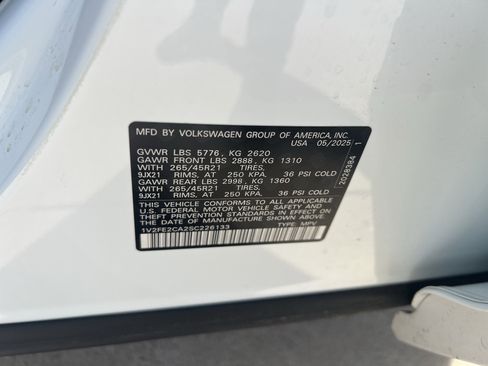 MFD BY VOLKSWAGEN GROUP OF AMERICA, INC.
USA 05/2025 1
GVWR LBS 5776, KG 2620
GAWR FRONT LBS 2888, KG 1310
WITH 265/45R21 TIRES,
9JX21 RIMS, AT 250 KPA, 36 PSI COLD
GAWR REAR LBS 2998, KG 1360
WITH 265/45R21 TIRES,
9JX21 RIMS, AT 250 KPA, 36 PSI COLD
THIS VEHICLE CONFORMS TO ALL APPLICABLE
U.S. FEDERAL MOTOR VEHICLE SAFETY AND
THEFT PREVENTION STANDARDS IN EFFECT ON
THE DATE OF MANUFACTURE SHOWN ABOVE.
1V2FE2CA2SC226133 TYPE: MPV
2028384